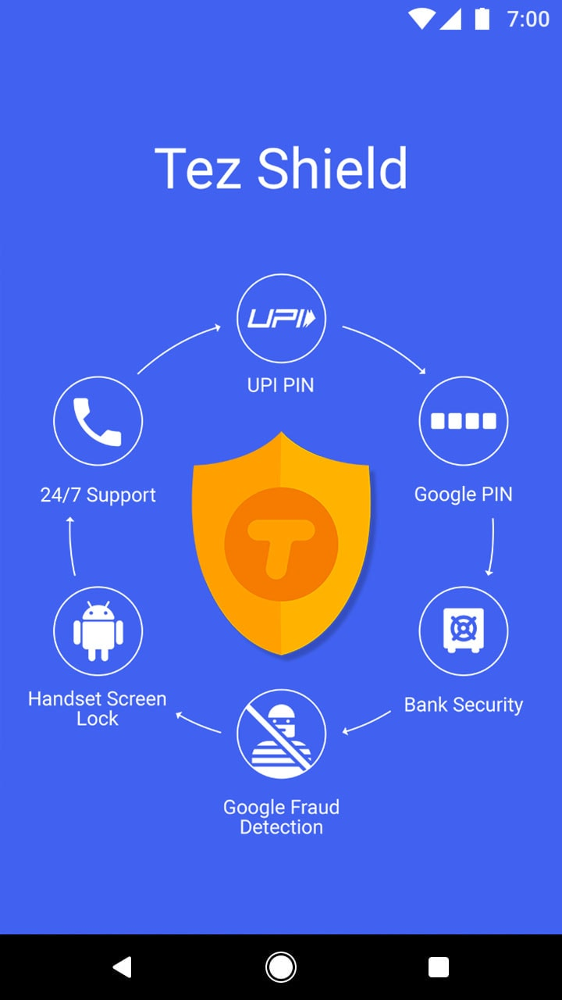 7:00
Tez Shield
UPI
UPI PIN
24/7 Support
Google PIN
T
Handset Screen
Lock
Bank Security
Google Fraud
Detection